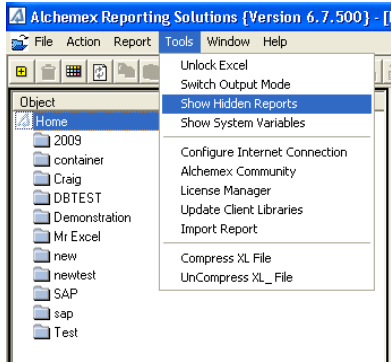 Alchemex Reporting Solutions {Version 6.7.500} - [
File Action Report Tools Window Help
Unlock Excel
Switch Output Mode
Show Hidden Reports
Show System Variables
Configure Internet Connection
Alchemex Community
License Manager
Update Client Libraries
Import Report
Compress XL File
UnCompress XL_File
Object
Home
2009
container
Craig
DBTEST
Demonstration
Mr Excel
new
newtest
SAP
sap
Test